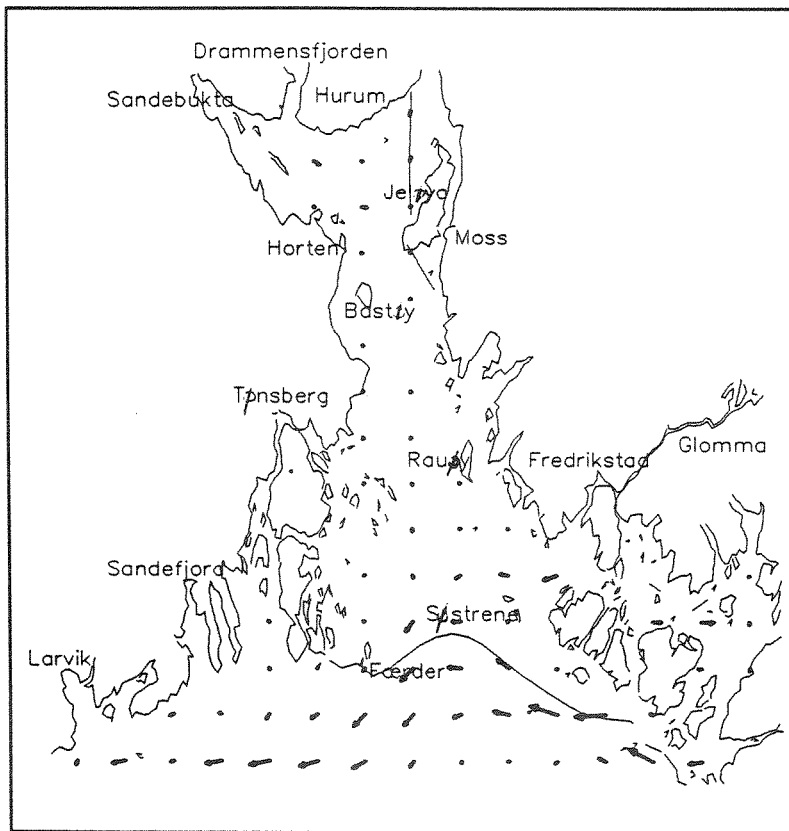 Drammensfjorden
Sandebukta
Hurum
Jeløya
Horten
Moss
Bastøy
Tønsberg
Rauøy
Fredrikstad
Glomma
Sandefjord
Søstrene
Larvik
Færder